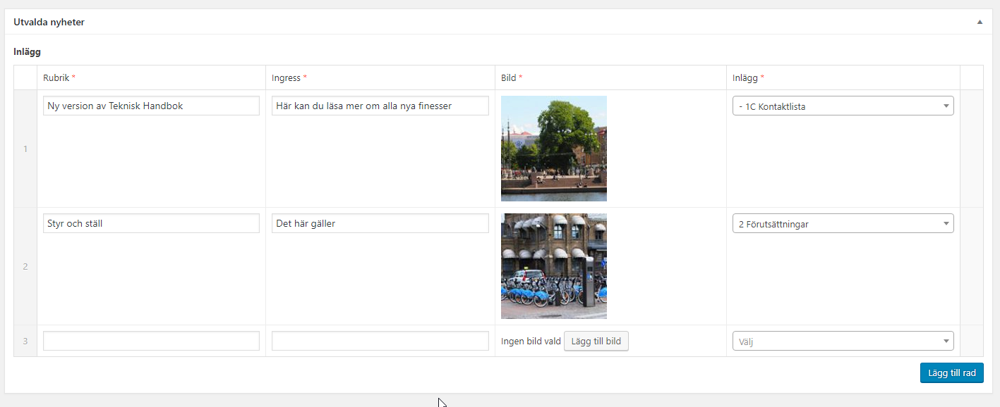 Utvalda nyheter
Inlägg
Rubrik *
Ingress *
Bild *
Inlägg *
1
Ny version av Teknisk Handbok
Här kan du läsa mer om alla nya finesser
- 1C Kontaktlista
2
Styr och ställ
Det här gäller
2 Förutsättningar
3
Ingen bild vald
Lägg till bild
Välj
Lägg till rad